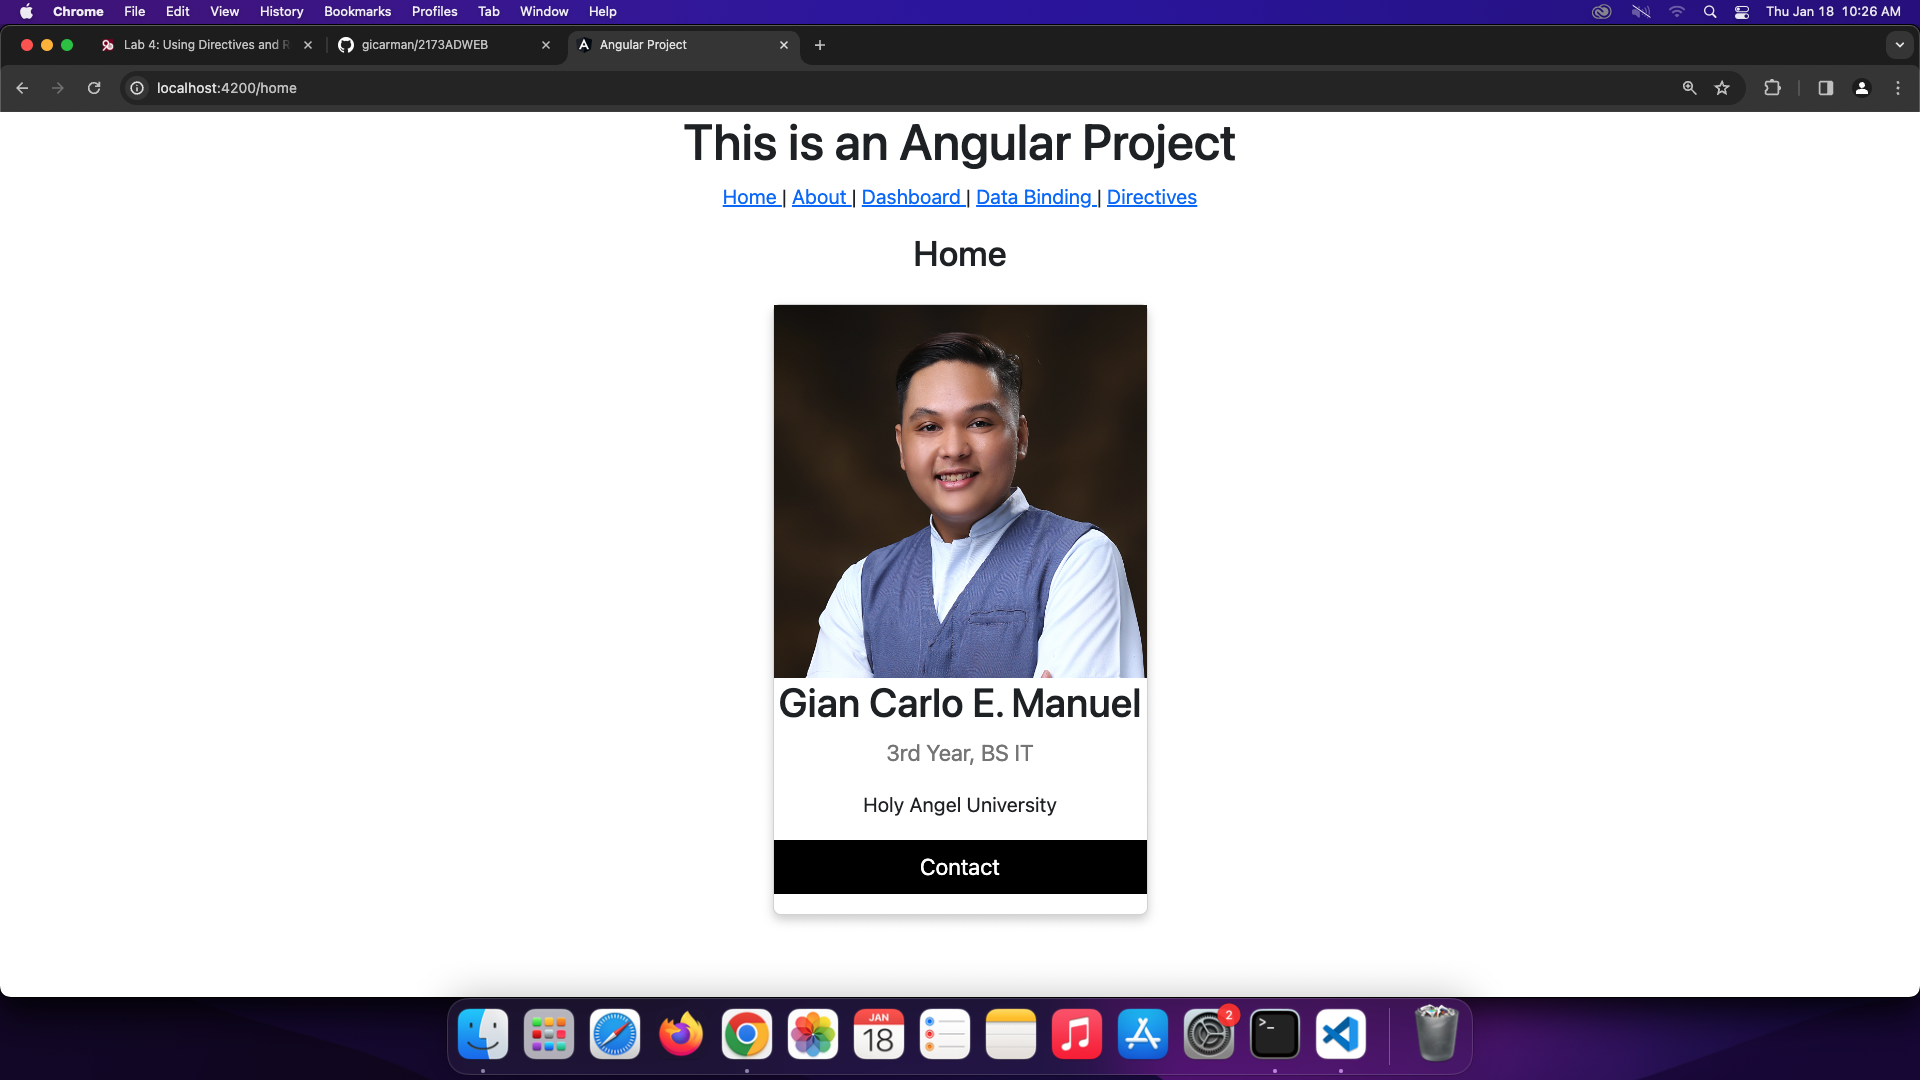 Chrome File Edit View History Bookmarks Profiles Tab Window Help Thu Jan 18 10:26 AM
Lab 4: Using Directives and gicarman/2173ADWEB Angular Project
localhost:4200/home
This is an Angular Project
Home | About | Dashboard | Data Binding | Directives
Home
Gian Carlo E. Manuel
3rd Year, BS IT
Holy Angel University
Contact
JAN
18
2
>_